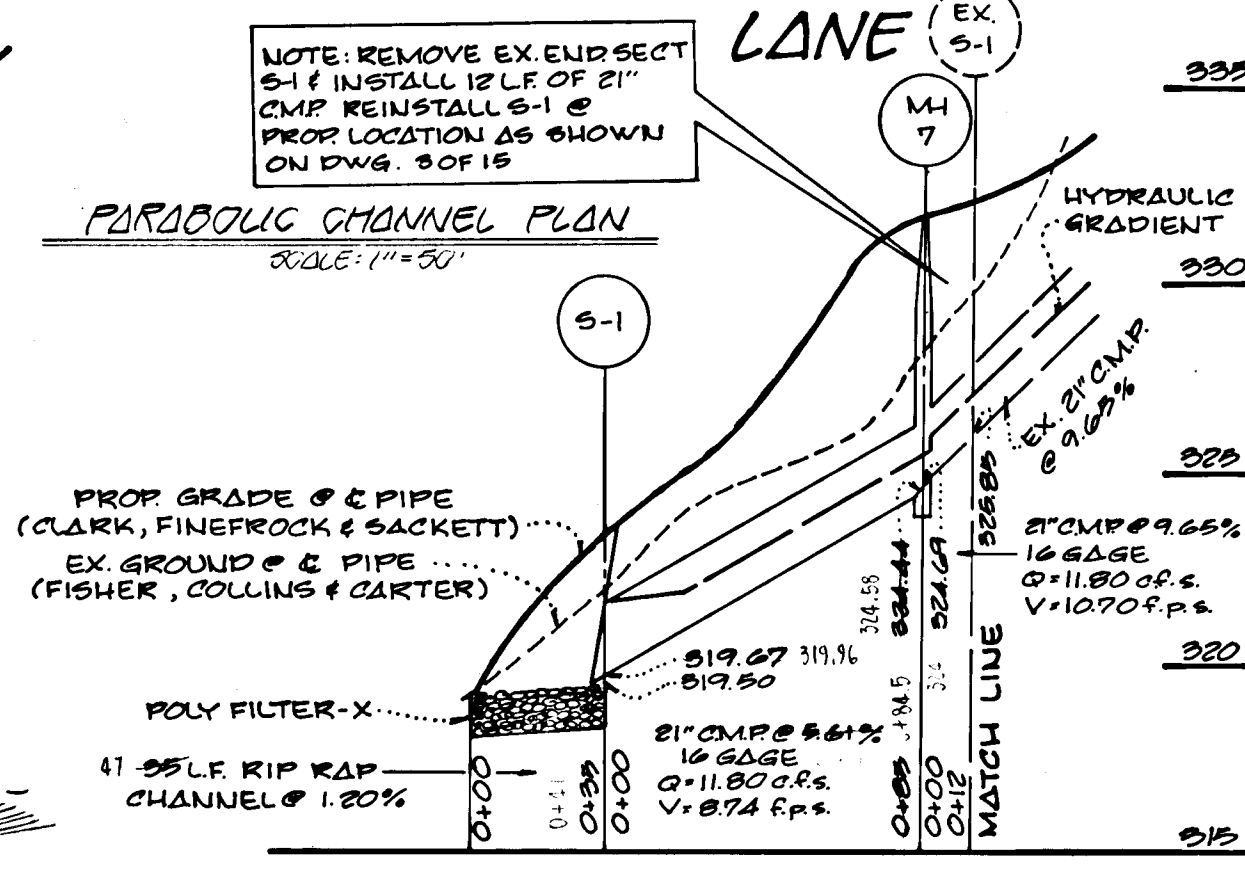 LANE
EX.
S-1
NOTE: REMOVE EX. END. SECT
S-1 & INSTALL 12 L.F. OF 21"
C.M.P. REINSTALL S-1 @
PROP. LOCATION AS SHOWN
ON DWG. 3 OF 15
MH
7
335
PARABOLIC CHANNEL PLAN
SCALE: 1" = 50'
HYDRAULIC
GRADIENT
330
S-1
EX. 21" C.M.P.
@ 9.65%
325
PROP. GRADE @ ℄ PIPE
(CLARK, FINEFROCK & SACKETT)
EX. GROUND @ ℄ PIPE
(FISHER, COLLINS & CARTER)
325.85
21" C.M.P. @ 9.65%
16 GAGE
Q=11.80 c.f.s.
V=10.70 f.p.s.
324.58
324.44
324.69
319.67 319.96
319.50
320
POLY FILTER-X
21" C.M.P. @ 5.61%
16 GAGE
Q=11.80 c.f.s.
V=8.74 f.p.s.
47 35 L.F. RIP RAP
CHANNEL @ 1.20%
0+00
0+35
0+00
+84.5
0+85
324
0+00
0+12
MATCH LINE
315